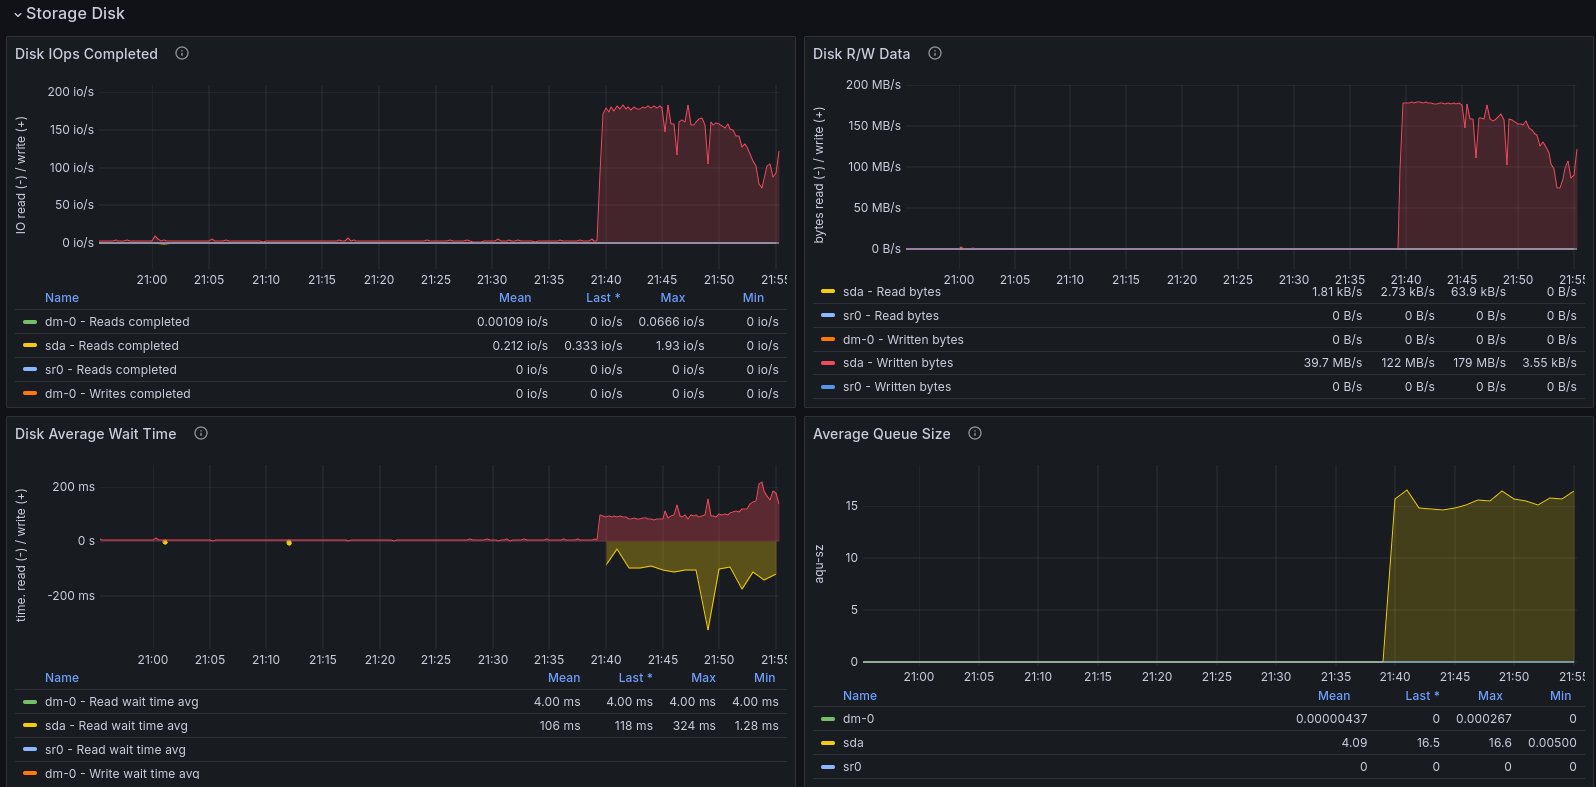 Storage Disk
Disk IOps Completed
IO read (-) / write (+)
200 io/s
150 io/s
100 io/s
50 io/s
0 io/s
21:00 21:05 21:10 21:15 21:20 21:25 21:30 21:35 21:40 21:45 21:50 21:55
Name Mean Last * Max Min
dm-0 - Reads completed 0.00109 io/s 0 io/s 0.0666 io/s 0 io/s
sda - Reads completed 0.212 io/s 0.333 io/s 1.93 io/s 0 io/s
sr0 - Reads completed 0 io/s 0 io/s 0 io/s 0 io/s
dm-0 - Writes completed 0 io/s 0 io/s 0 io/s 0 io/s
Disk R/W Data
bytes read (-) / write (+)
200 MB/s
150 MB/s
100 MB/s
50 MB/s
0 B/s
21:00 21:05 21:10 21:15 21:20 21:25 21:30 21:35 21:40 21:45 21:50 21:55
sda - Read bytes 1.81 kB/s 2.73 kB/s 63.9 kB/s 0 B/s
sr0 - Read bytes 0 B/s 0 B/s 0 B/s 0 B/s
dm-0 - Written bytes 0 B/s 0 B/s 0 B/s 0 B/s
sda - Written bytes 39.7 MB/s 122 MB/s 179 MB/s 3.55 kB/s
sr0 - Written bytes 0 B/s 0 B/s 0 B/s 0 B/s
Disk Average Wait Time
time. read (-) / write (+)
200 ms
0 s
-200 ms
21:00 21:05 21:10 21:15 21:20 21:25 21:30 21:35 21:40 21:45 21:50 21:55
Name Mean Last * Max Min
dm-0 - Read wait time avg 4.00 ms 4.00 ms 4.00 ms 4.00 ms
sda - Read wait time avg 106 ms 118 ms 324 ms 1.28 ms
sr0 - Read wait time avg
dm-0 - Write wait time avg
Average Queue Size
aqu-sz
15
10
5
0
21:00 21:05 21:10 21:15 21:20 21:25 21:30 21:35 21:40 21:45 21:50 21:55
Name Mean Last * Max Min
dm-0 0.00000437 0 0.000267 0
sda 4.09 16.5 16.6 0.00500
sr0 0 0 0 0